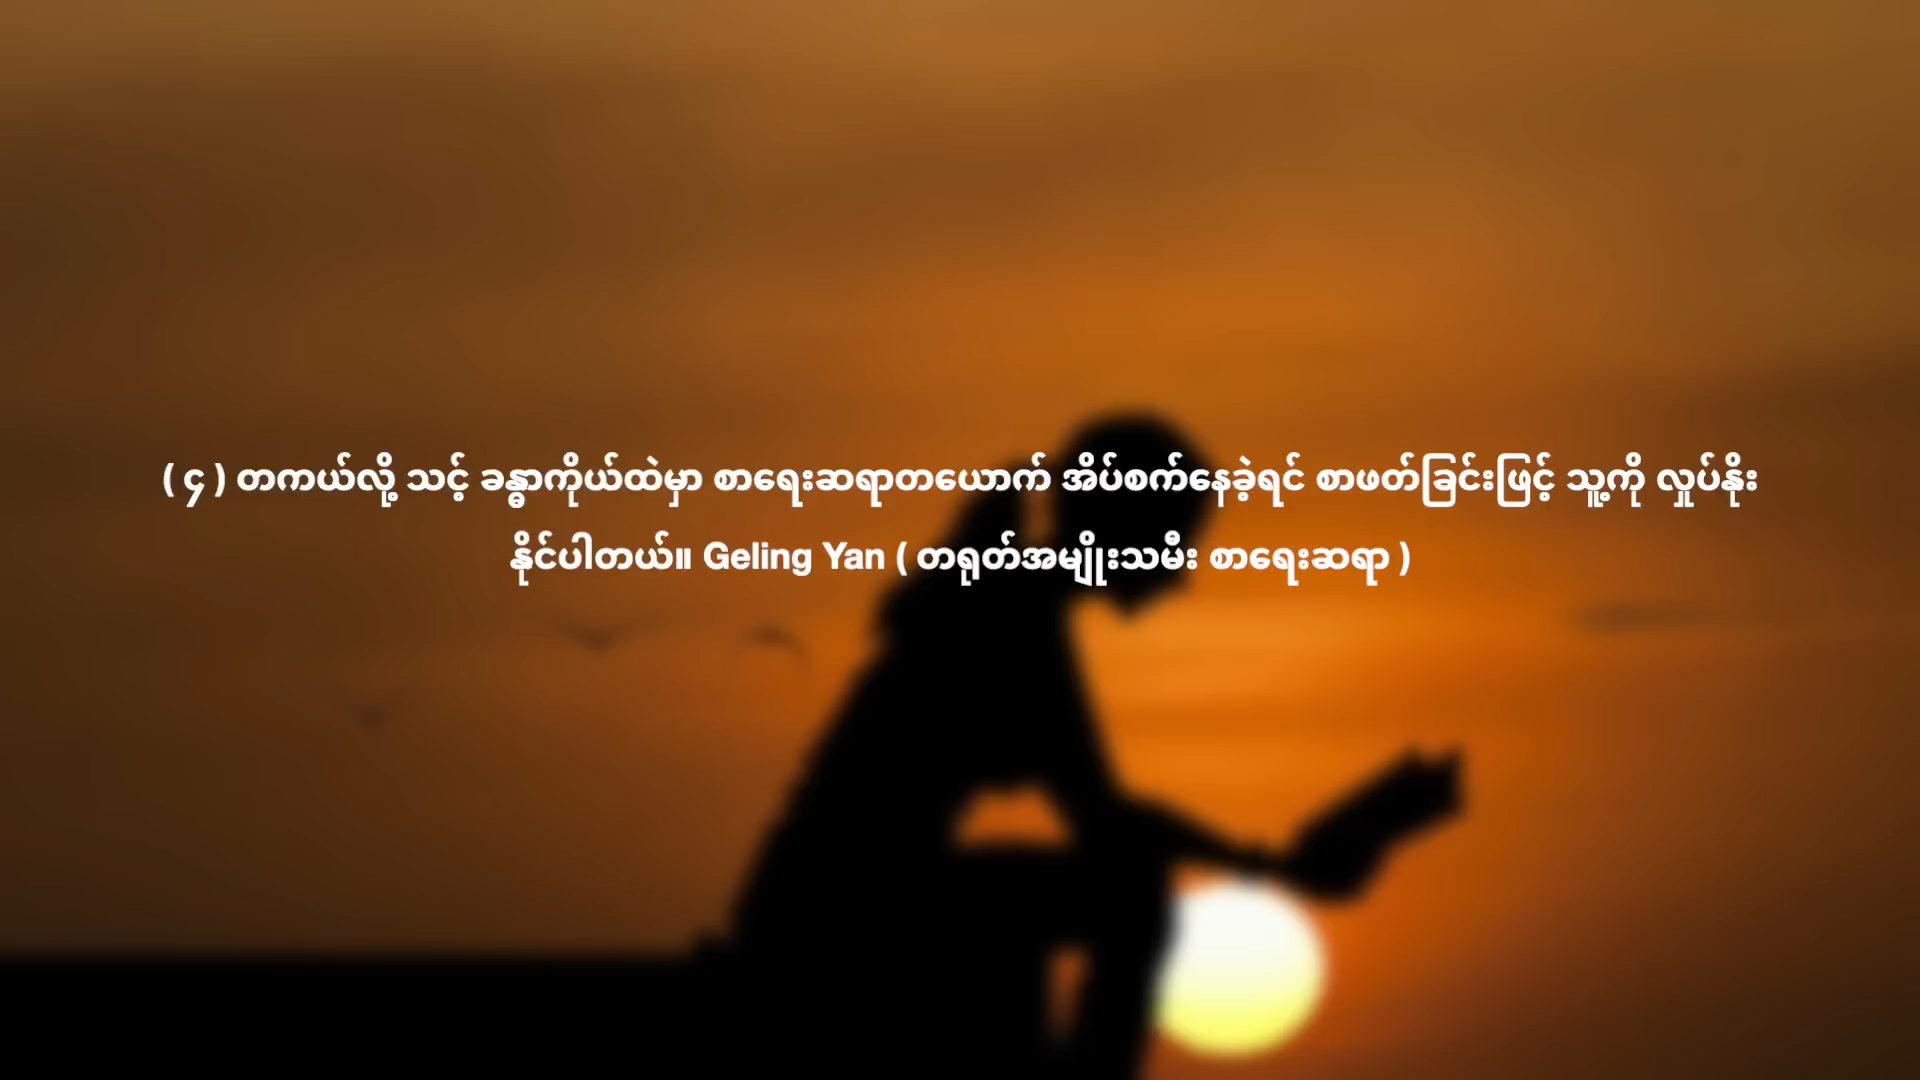 ( ၄ ) တကယ်လို့ သင့် ခန္ဓာကိုယ်ထဲမှာ စာရေးဆရာတယောက် အိပ်စက်နေခဲ့ရင် စာဖတ်ခြင်းဖြင့် သူ့ကို လှုပ်နိုး
နိုင်ပါတယ်။ Geling Yan ( တရုတ်အမျိုးသမီး စာရေးဆရာ )